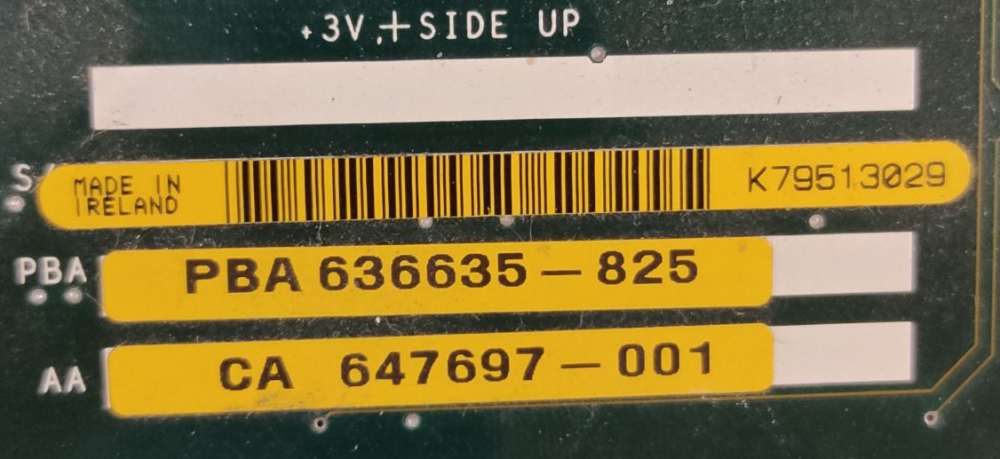 +3V,+SIDE UP
MADE IN IRELAND K79513029
PBA PBA 636635-825
AA CA 647697-001